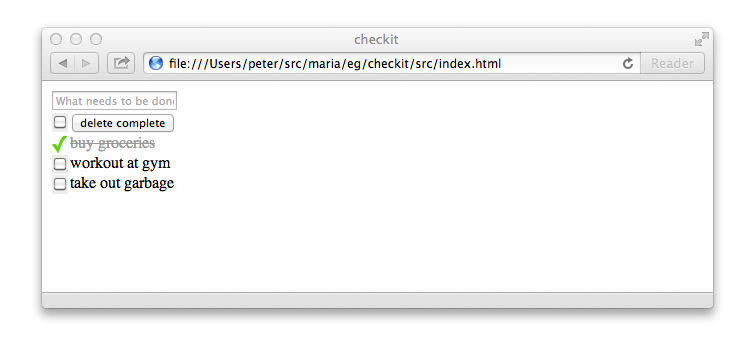 checkit
file:///Users/peter/src/maria/eg/checkit/src/index.html
Reader
What needs to be done
delete complete
buy groceries
workout at gym
take out garbage